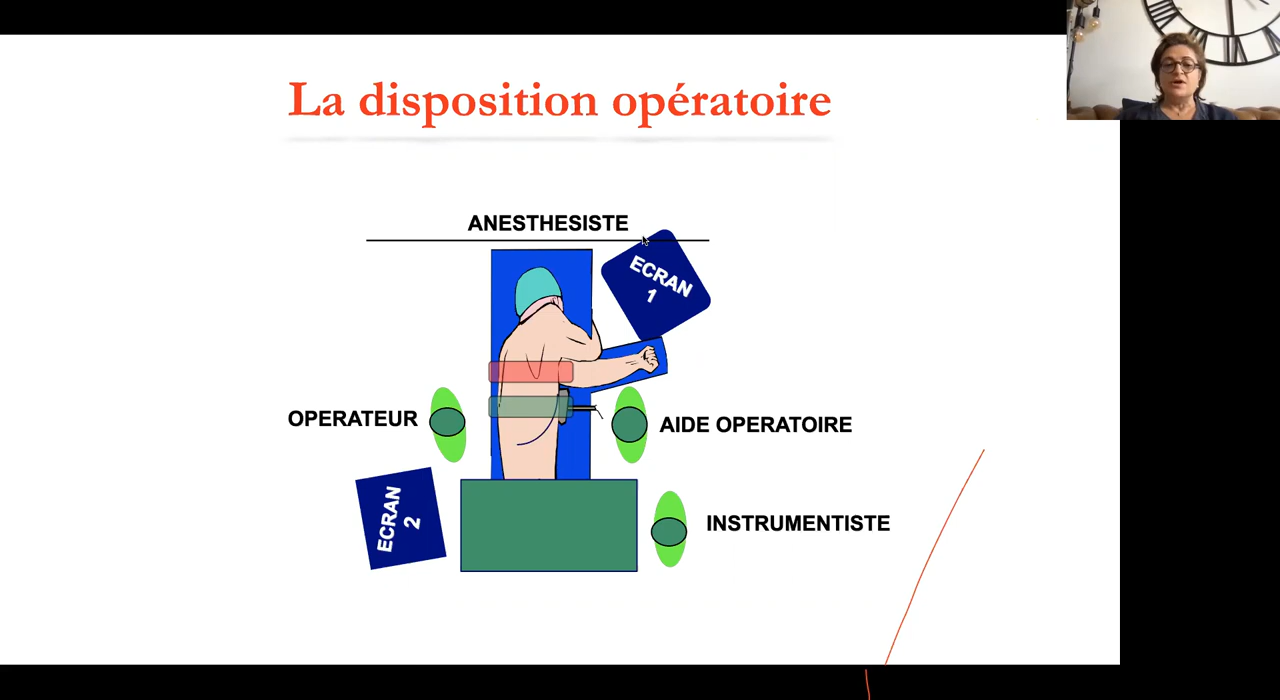 La disposition opératoire
ANESTHESISTE
ECRAN
1
OPERATEUR
AIDE OPERATOIRE
ECRAN
2
INSTRUMENTISTE